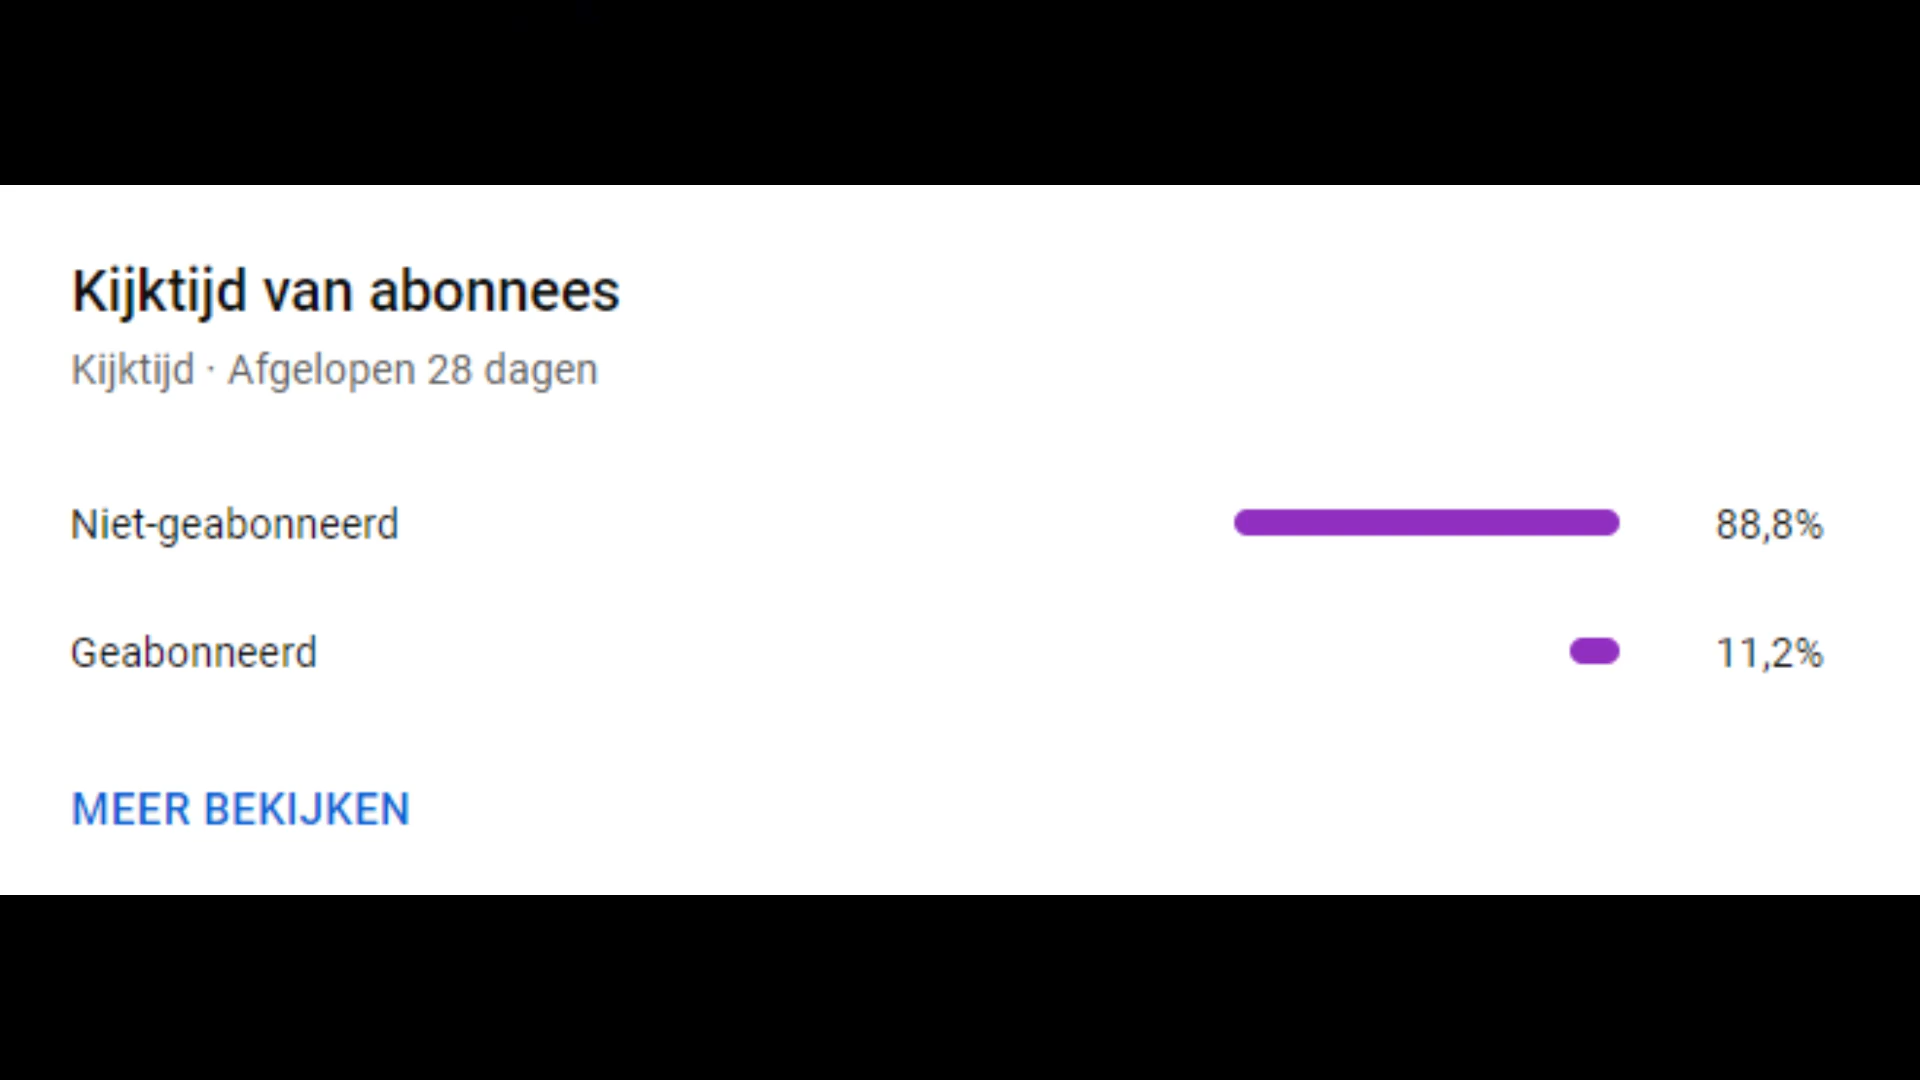 Kijktijd van abonnees
Kijktijd · Afgelopen 28 dagen
Niet-geabonneerd 88,8%
Geabonneerd 11,2%
MEER BEKIJKEN